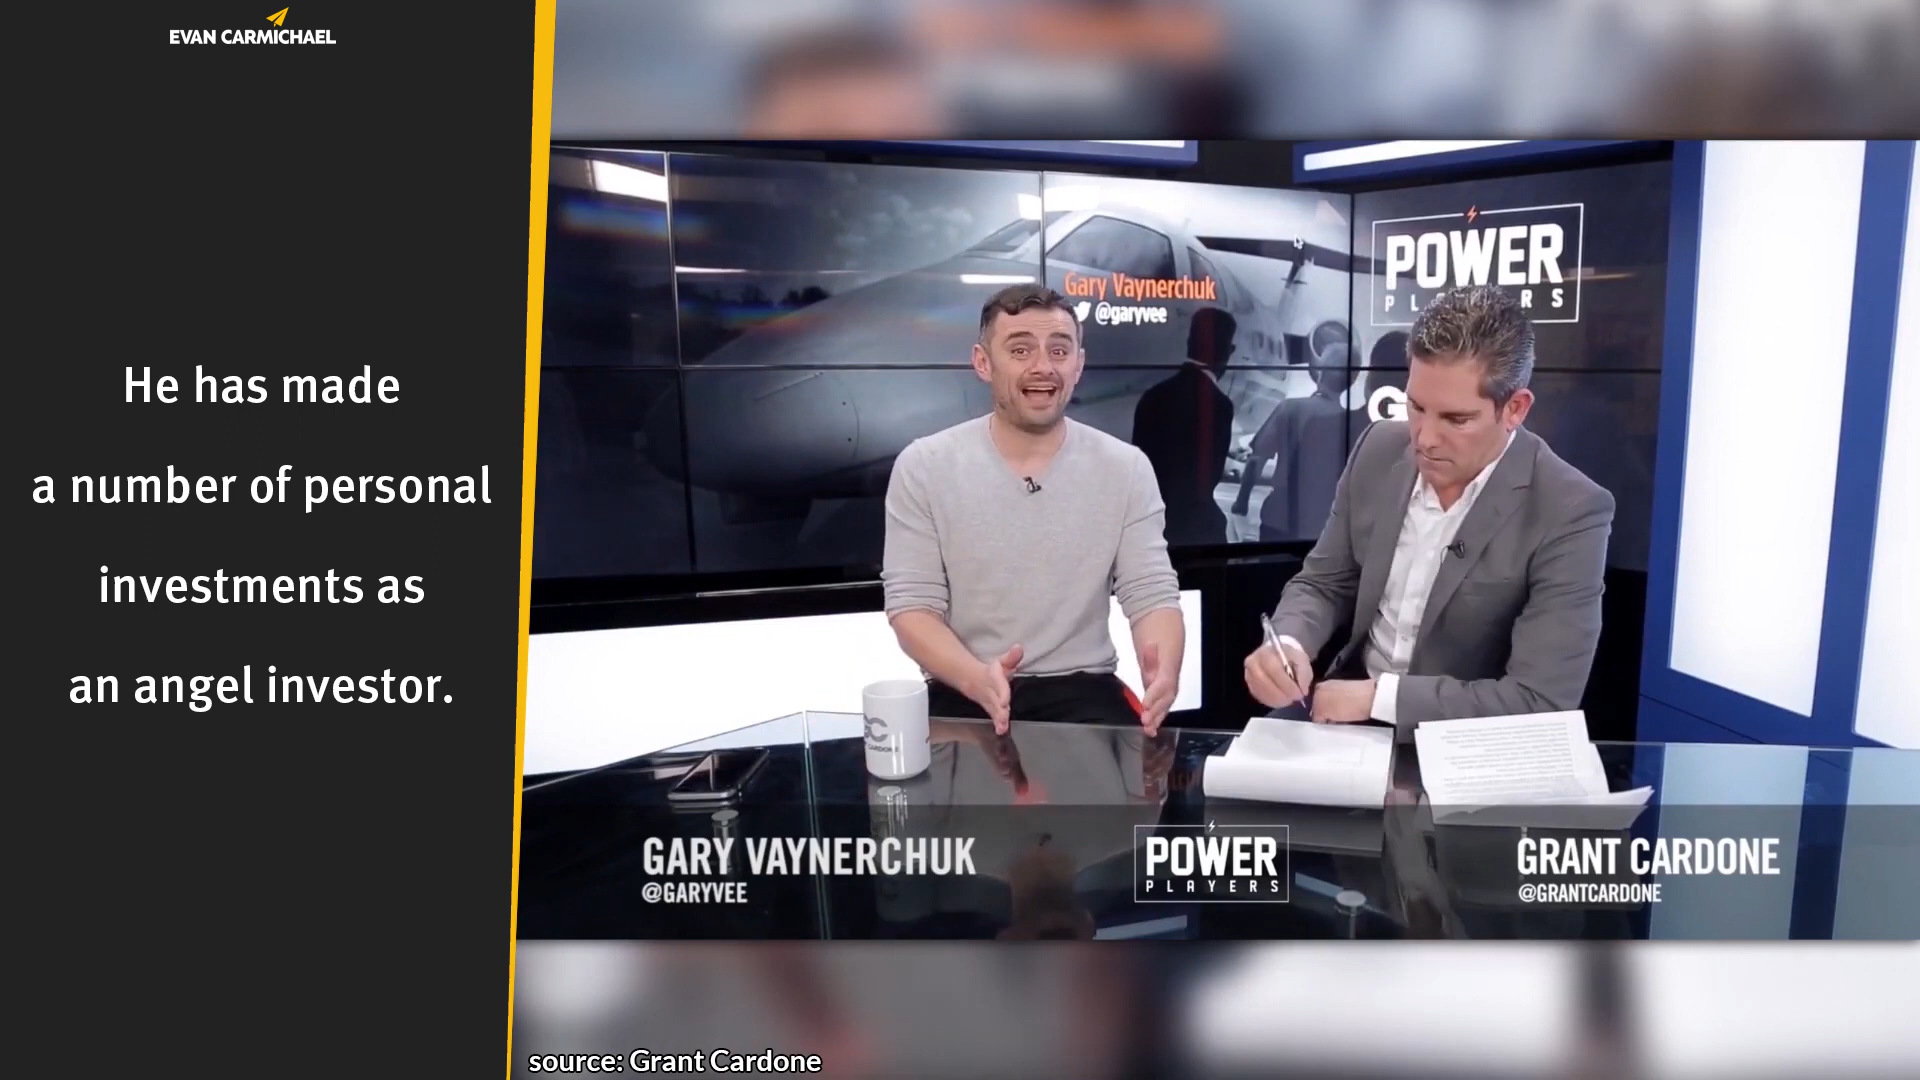 EVAN CARMICHAEL
He has made
a number of personal
investments as
an angel investor.
Gary Vaynerchuk
@garyvee
POWER
G
GARY VAYNERCHUK
@GARYVEE
POWER
PLAYERS
GRANT CARDONE
@GRANTCARDONE
source: Grant Cardone